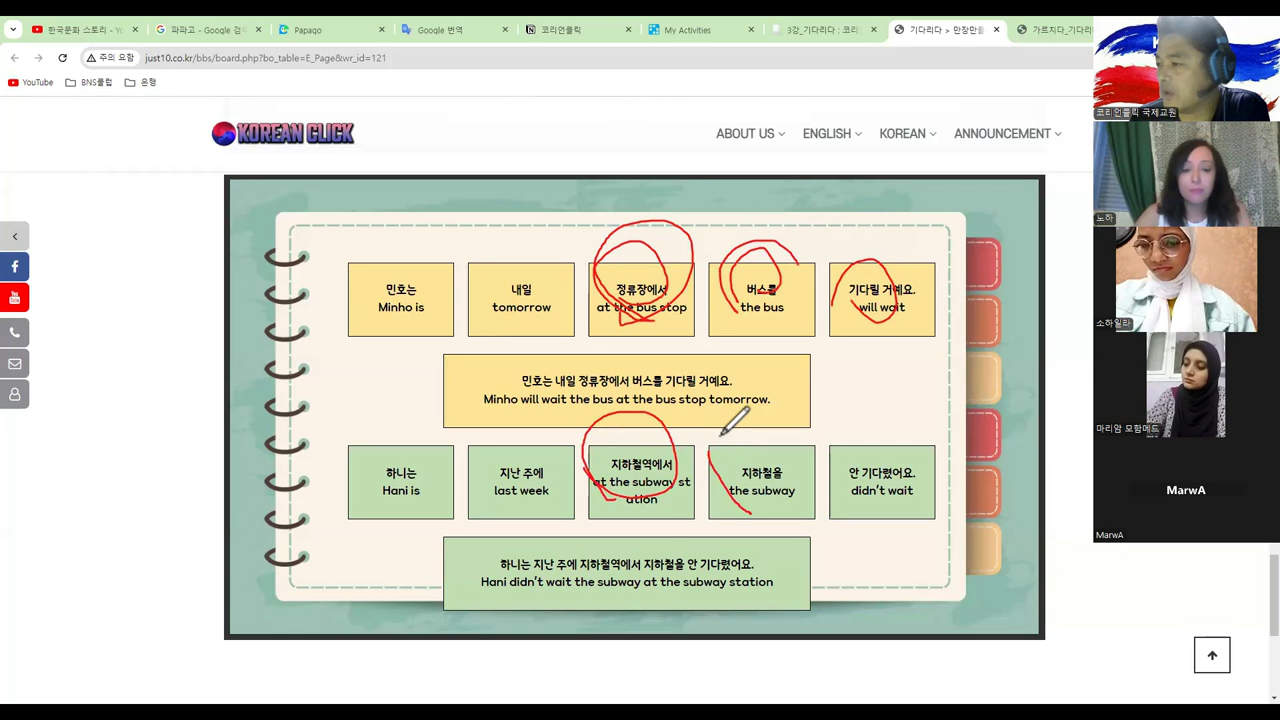 한국문화 스토리 - Yo
파파고 - Google 검색
Papago
Google 번역
코리언클릭
My Activities
3강_기다리다 : 코리언
기다리다 > 만장만들
가르치다_기다리
주의 요함
just10.co.kr/bbs/board.php?bo_table=E_Page&wr_id=121
YouTube
BNS클럽
은행
KOREAN CLICK
ABOUT US
ENGLISH
KOREAN
ANNOUNCEMENT
민호는
Minho is
내일
tomorrow
정류장에서
at the bus stop
버스를
the bus
기다릴 거예요.
will wait
민호는 내일 정류장에서 버스를 기다릴 거예요.
Minho will wait the bus at the bus stop tomorrow.
하니는
Hani is
지난 주에
last week
지하철역에서
at the subway st
ation
지하철을
the subway
안 기다렸어요.
didn't wait
하니는 지난 주에 지하철역에서 지하철을 안 기다렸어요.
Hani didn't wait the subway at the subway station
코리언클릭 국제교원
노하
소하일라
마리암 모함메드
MarwA
MarwA